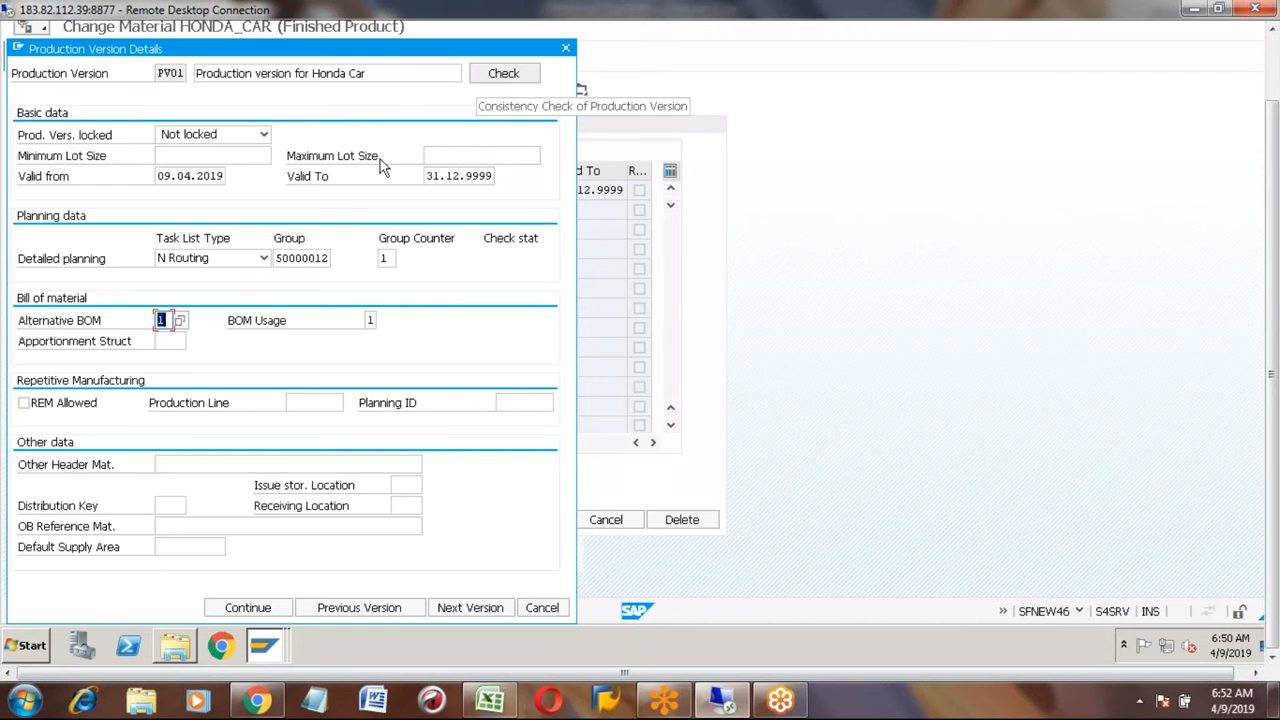 183.82.112.39:8877 - Remote Desktop Connection
Change Material HONDA_CAR (Finished Product)
Production Version Details
Production Version PV01 Production version for Honda Car Check
Consistency Check of Production Version
Basic data
Prod. Vers. locked Not locked
Minimum Lot Size Maximum Lot Size
Valid from 09.04.2019 Valid To 31.12.9999
d To R...
12.9999
Planning data
Task List Type Group Group Counter Check stat
Detailed planning N Routing 50000012 1
Bill of material
Alternative BOM 1 BOM Usage 1
Apportionment Struct
Repetitive Manufacturing
REM Allowed Production Line Planning ID
Other data
Other Header Mat.
Issue stor. Location
Distribution Key Receiving Location
OB Reference Mat.
Default Supply Area
Cancel Delete
Continue Previous Version Next Version Cancel
SAP
SFNEW46 S4SRV INS
Start
6:50 AM
4/9/2019
6:52 AM
4/9/2019